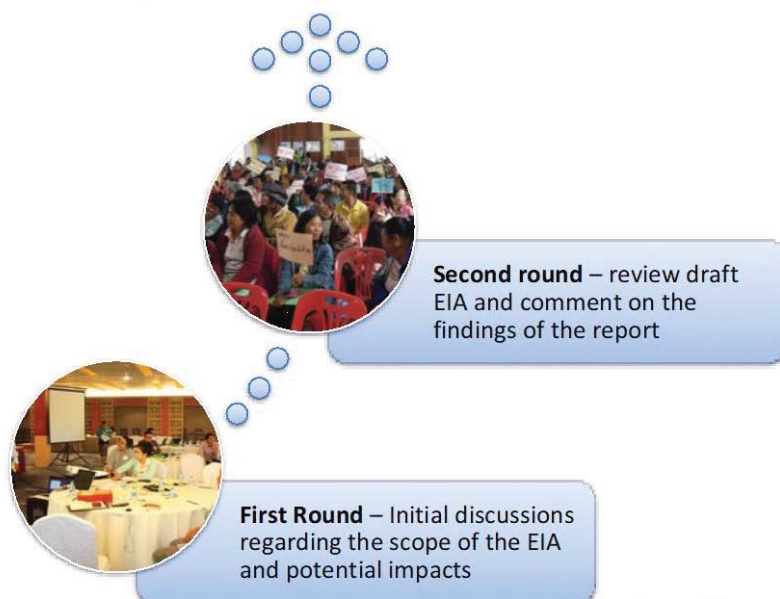 Second round – review draft
EIA and comment on the
findings of the report
First Round – Initial discussions
regarding the scope of the EIA
and potential impacts